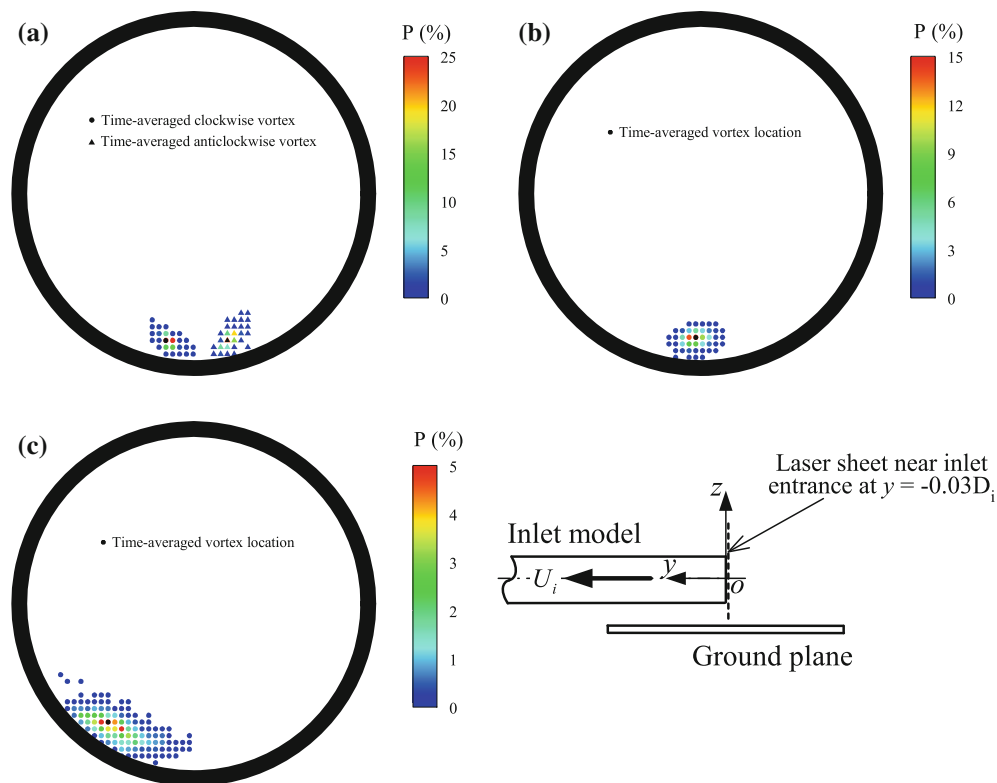 (a)
P (%)
25
20
15
10
5
0
Time-averaged clockwise vortex
Time-averaged anticlockwise vortex
(b)
P (%)
15
12
9
6
3
0
Time-averaged vortex location
(c)
P (%)
5
4
3
2
1
0
Time-averaged vortex location
Laser sheet near inlet
entrance at y = -0.03Di
z
Inlet model
y
Ui
o
Ground plane